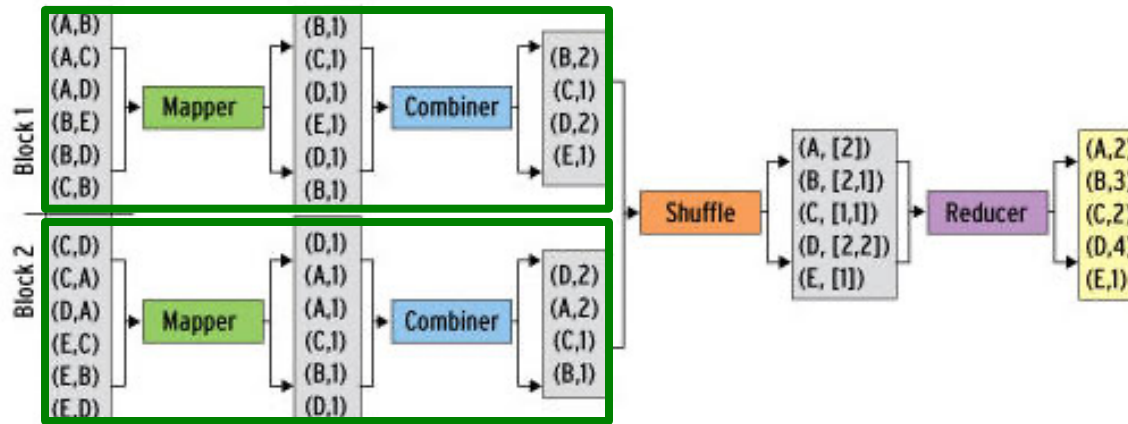 Block 1
(A,B)
(A,C)
(A,D)
(B,E)
(B,D)
(C,B)
Mapper
(B,1)
(C,1)
(D,1)
(E,1)
(D,1)
(B,1)
Combiner
(B,2)
(C,1)
(D,2)
(E,1)
Block 2
(C,D)
(C,A)
(D,A)
(E,C)
(E,B)
(E,D)
Mapper
(D,1)
(A,1)
(A,1)
(C,1)
(B,1)
(D,1)
Combiner
(D,2)
(A,2)
(C,1)
(B,1)
Shuffle
(A, [2])
(B, [2,1])
(C, [1,1])
(D, [2,2])
(E, [1])
Reducer
(A,2)
(B,3)
(C,2)
(D,4)
(E,1)